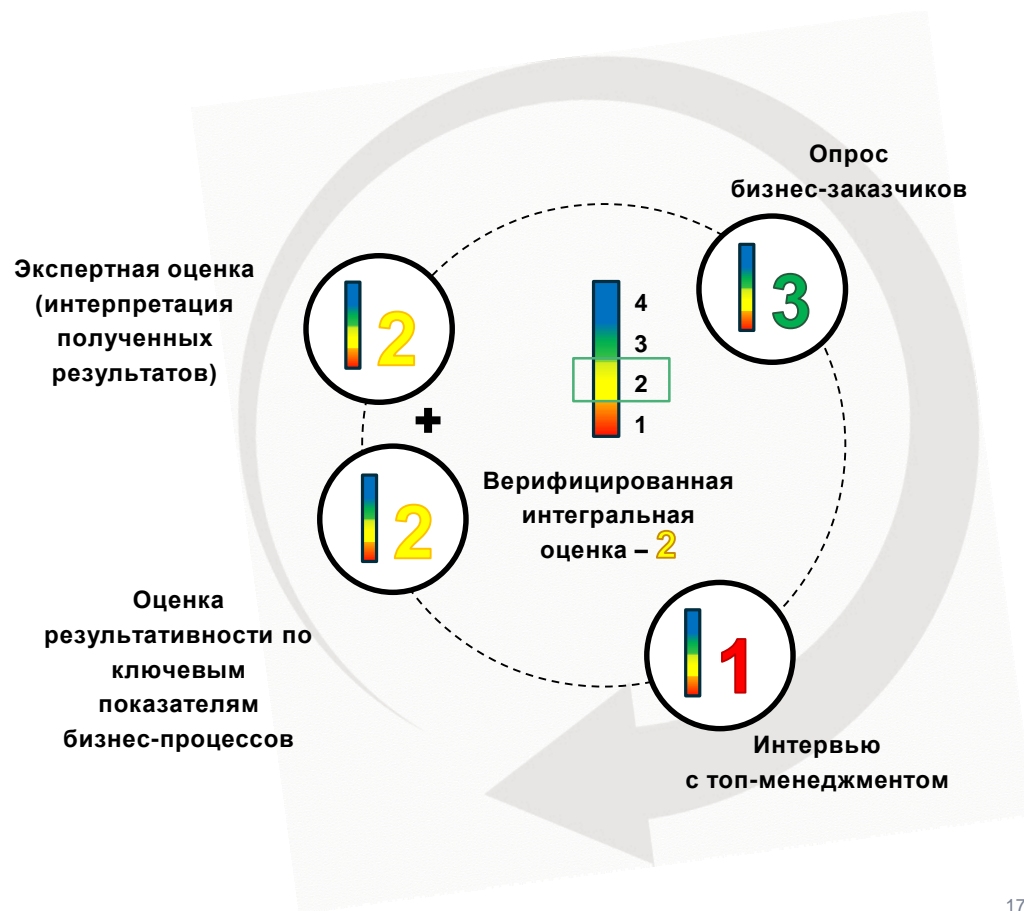 Опрос
бизнес-заказчиков
3
Экспертная оценка
(интерпретация
полученных
результатов)
2
4
3
2
1
+
2
Верифицированная
интегральная
оценка – 2
Оценка
результативности по
ключевым
показателям
бизнес-процессов
1
Интервью
с топ-менеджментом
17